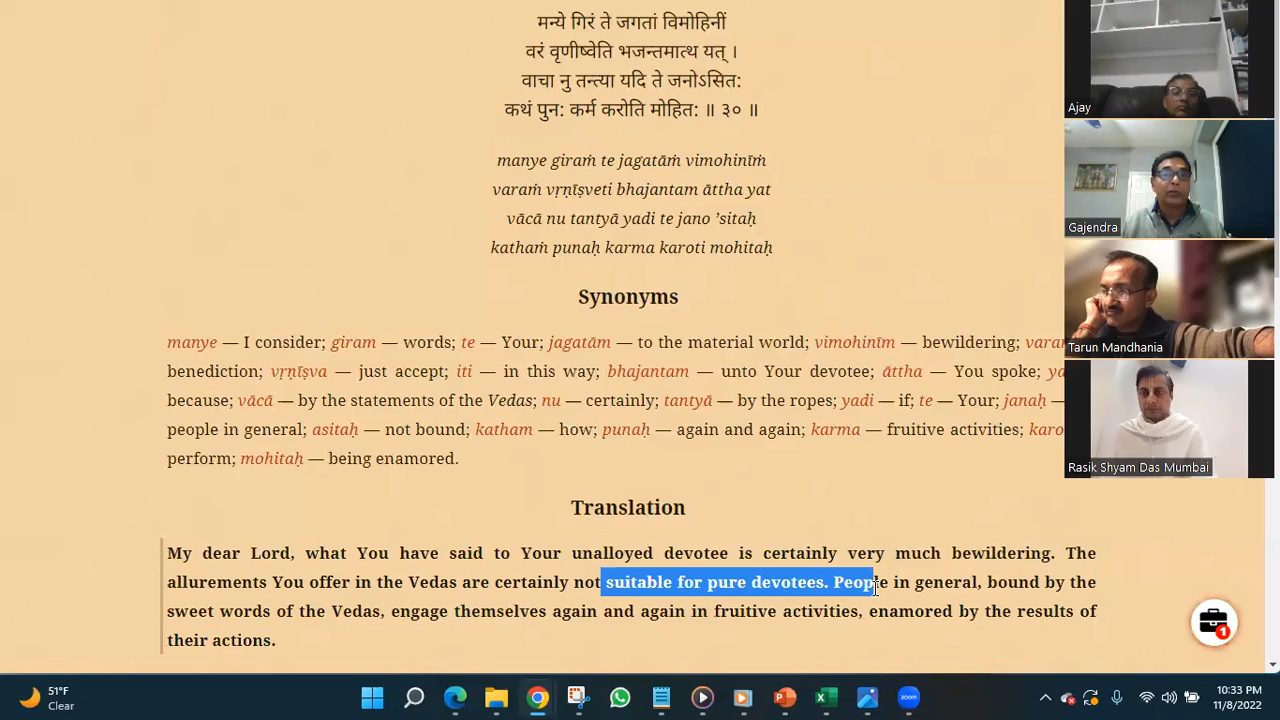 मन्ये गिरं ते जगतां विमोहिनीं
वरं वृणीष्वेति भजन्तमात्थ यत् ।
वाचा नु तन्त्या यदि ते जनोऽसित:
कथं पुन: कर्म करोति मोहित: ॥ ३० ॥
manye giraṁ te jagatāṁ vimohinīṁ
varaṁ vṛṇīṣveti bhajantam āttha yat
vācā nu tantyā yadi te jano ’sitaḥ
kathaṁ punaḥ karma karoti mohitaḥ
Synonyms
manye — I consider; giram — words; te — Your; jagatām — to the material world; vimohinīm — bewildering;
benediction; vṛṇīṣva — just accept; iti — in this way; bhajantam — unto Your devotee; āttha — You spoke;
because; vācā — by the statements of the Vedas; nu — certainly; tantyā — by the ropes; yadi — if; te — Your; janaḥ —
people in general; asitaḥ — not bound; katham — how; punaḥ — again and again; karma — fruitive activities;
perform; mohitaḥ — being enamored.
Translation
My dear Lord, what You have said to Your unalloyed devotee is certainly very much bewildering. The
allurements You offer in the Vedas are certainly not suitable for pure devotees. People in general, bound by the
sweet words of the Vedas, engage themselves again and again in fruitive activities, enamored by the results of
their actions.
Ajay
Gajendra
Tarun Mandhania
Rasik Shyam Das Mumbai
1
51°F
Clear
10:33 PM
11/8/2022